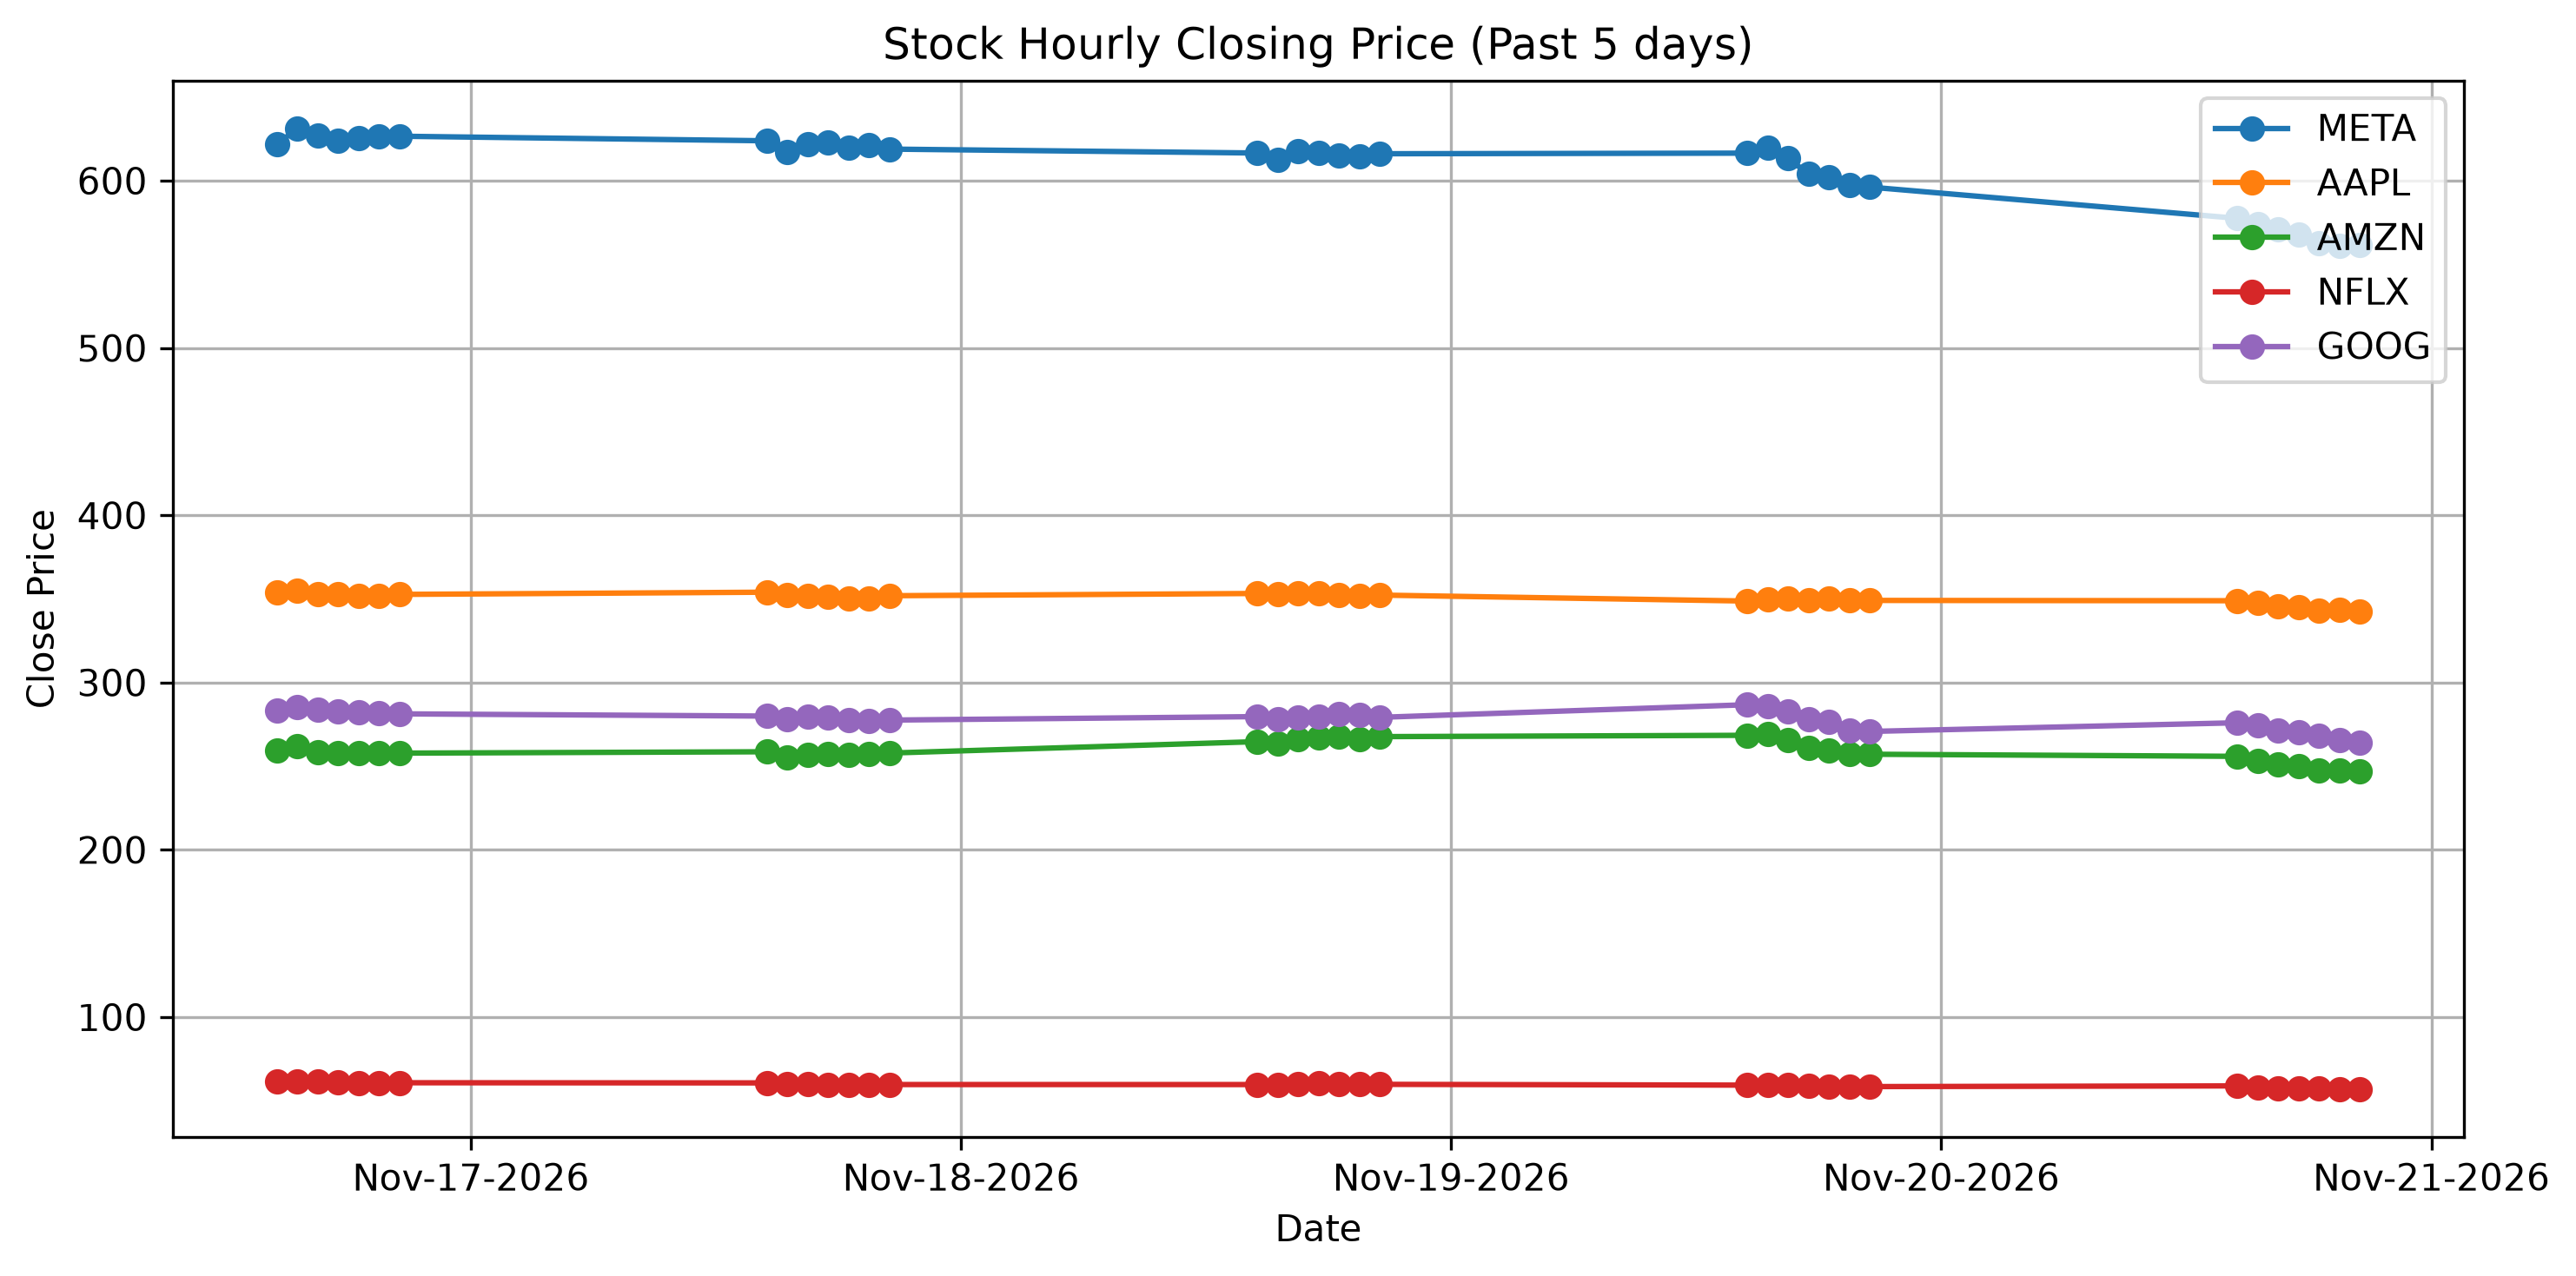 Stock Hourly Closing Price (Past 5 days)
META
AAPL
AMZN
NFLX
GOOG
Close Price
600
500
400
300
200
100
Nov-17-2026
Nov-18-2026
Nov-19-2026
Nov-20-2026
Nov-21-2026
Date